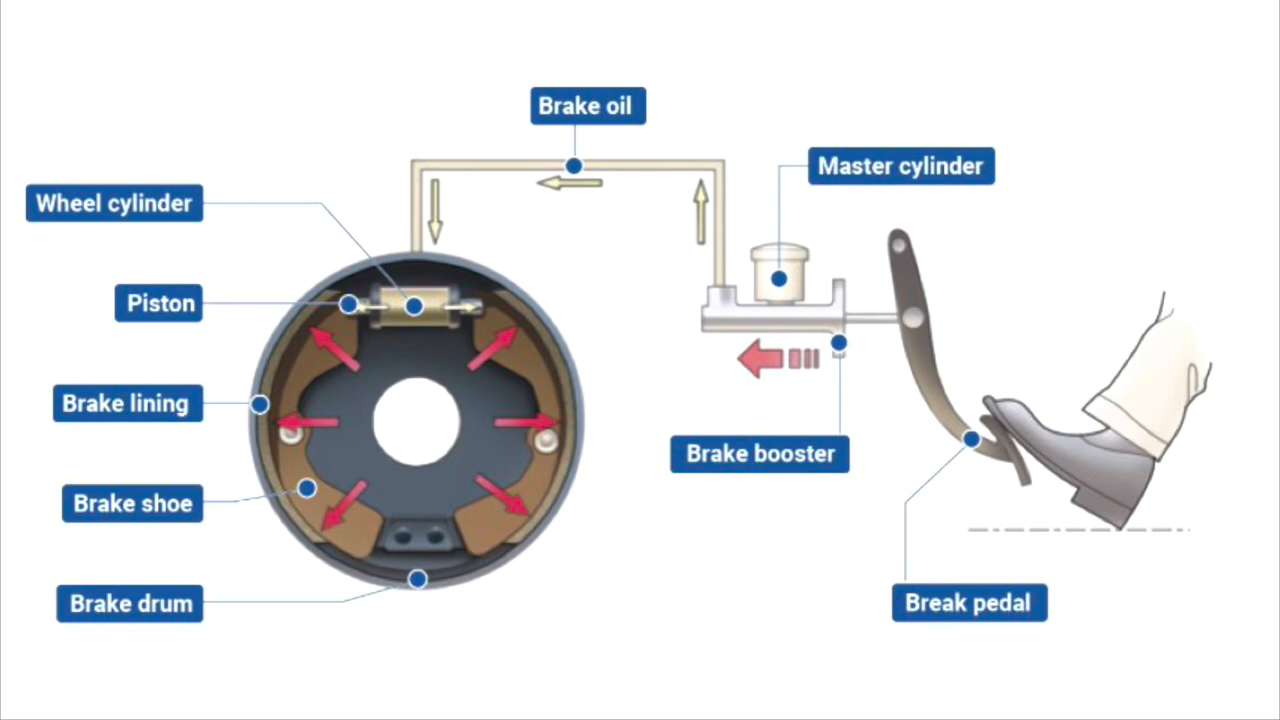 Brake oil
Master cylinder
Wheel cylinder
Piston
Brake lining
Brake booster
Brake shoe
Brake drum
Break pedal